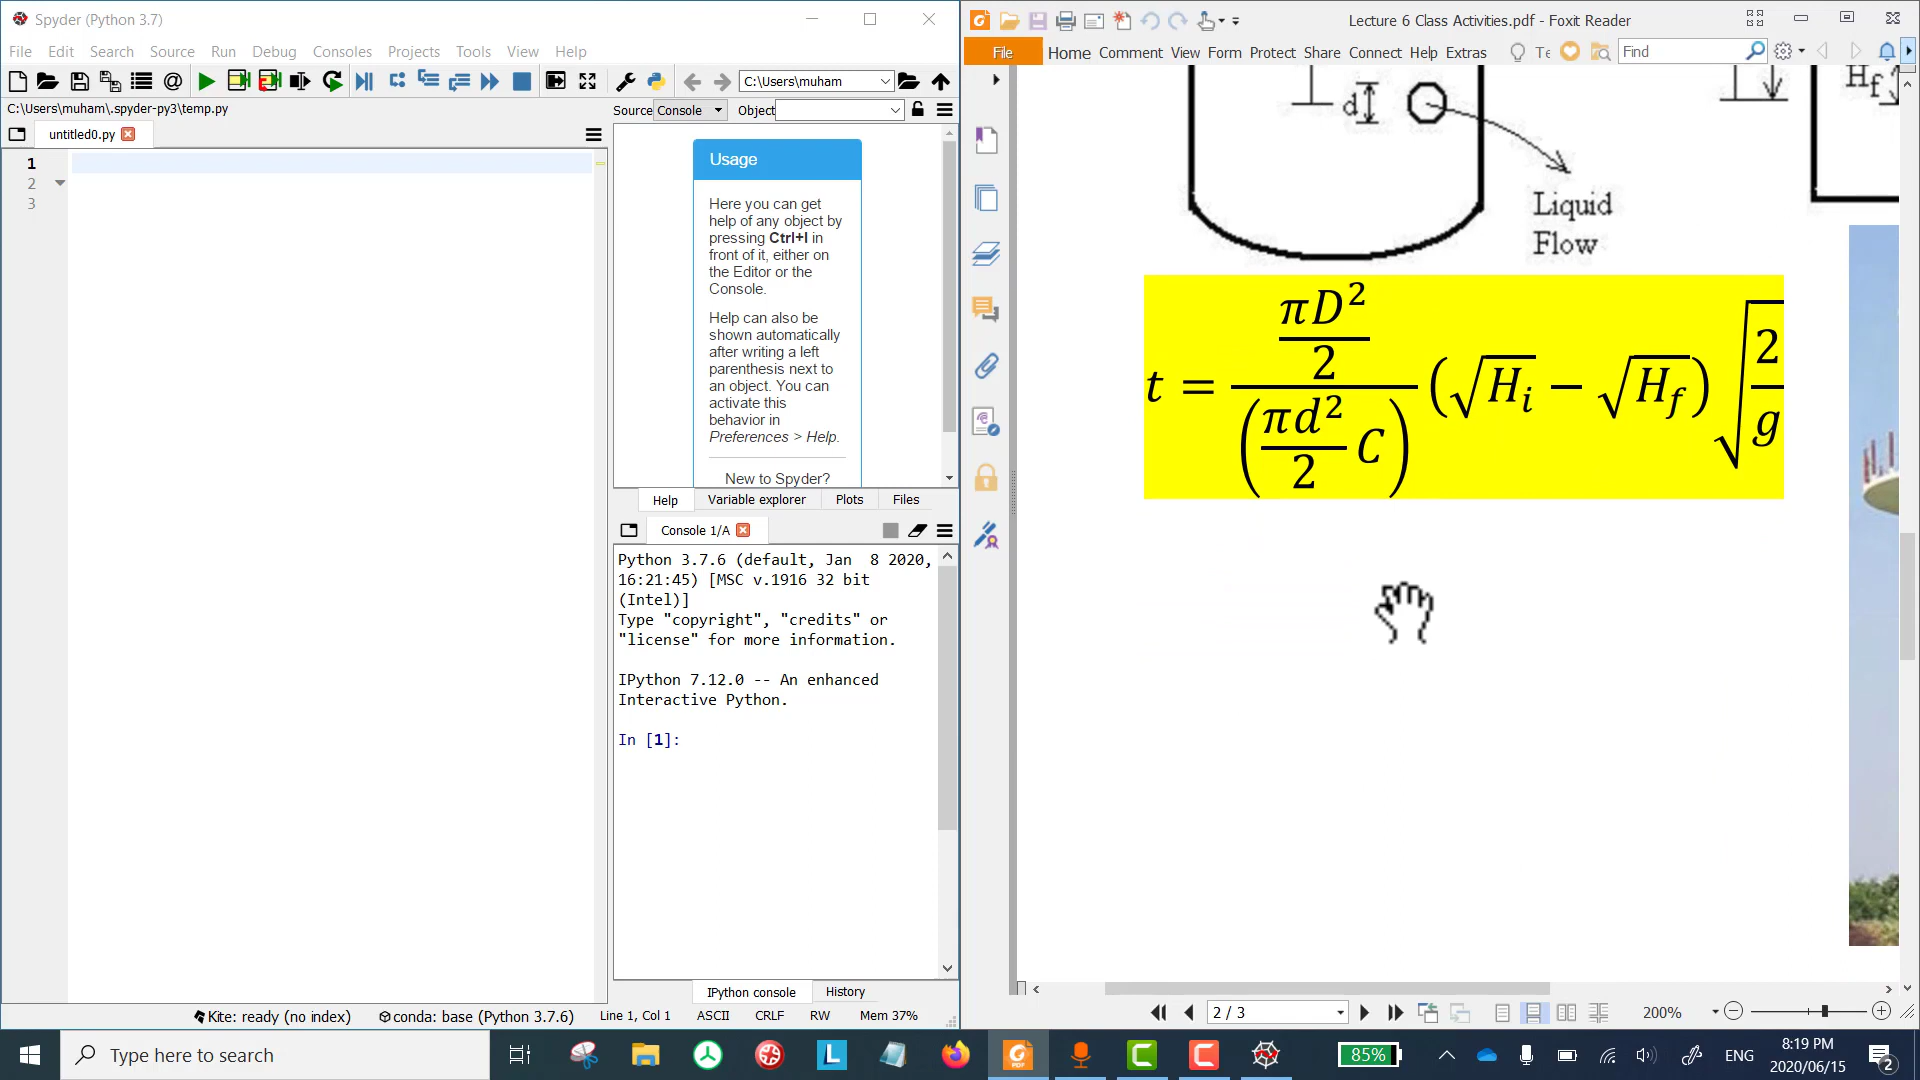 Spyder (Python 3.7)
File Edit Search Source Run Debug Consoles Projects Tools View Help
C:\Users\muham
C:\Users\muham\.spyder-py3\temp.py
untitled0.py
1
2
3
Source Console Object
Usage
Here you can get
help of any object by
pressing Ctrl+I in
front of it, either on
the Editor or the
Console.
Help can also be
shown automatically
after writing a left
parenthesis next to
an object. You can
activate this
behavior in
Preferences > Help.
New to Spyder?
Help Variable explorer Plots Files
Console 1/A
Python 3.7.6 (default, Jan 8 2020,
16:21:45) [MSC v.1916 32 bit
(Intel)]
Type "copyright", "credits" or
"license" for more information.
IPython 7.12.0 -- An enhanced
Interactive Python.
In [1]:
IPython console History
Kite: ready (no index) conda: base (Python 3.7.6) Line 1, Col 1 ASCII CRLF RW Mem 37%
Lecture 6 Class Activities.pdf - Foxit Reader
File Home Comment View Form Protect Share Connect Help Extras Te Find
d
Hf
Liquid
Flow
t = (πD²/2) / ((πd²/2) C) (√Hᵢ − √H_f) √(2/g)
2 / 3
200%
Type here to search
85%
ENG
8:19 PM
2020/06/15
2